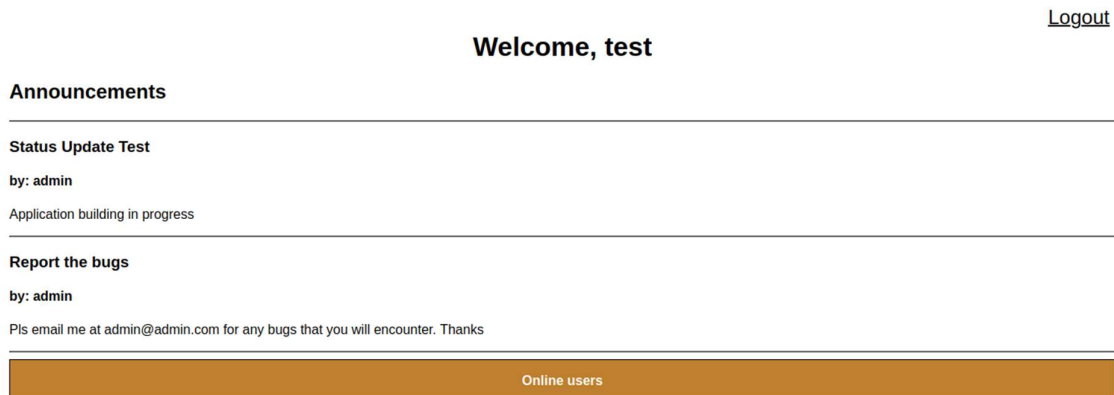 Logout
Welcome, test
Announcements
Status Update Test
by: admin
Application building in progress
Report the bugs
by: admin
Pls email me at admin@admin.com for any bugs that you will encounter. Thanks
Online users